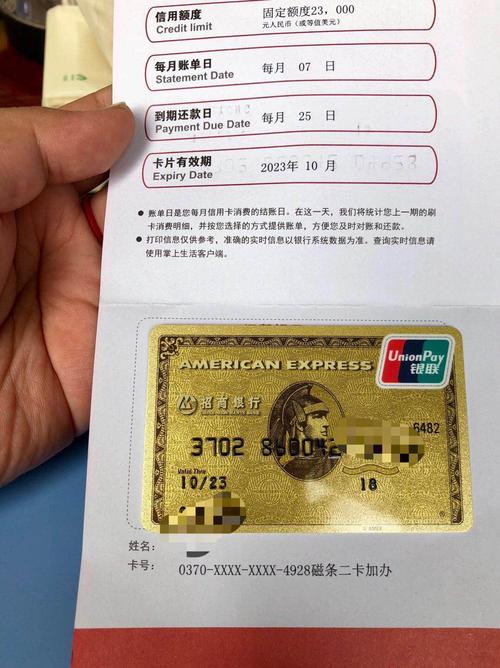 信用额度
Credit limit
固定额度23, 000
元人民币 (或等值美元)
每月账单日
Statement Date
每月 07 日
到期还款日
Payment Due Date
每月 25 日
卡片有效期
Expiry Date
2023年 10 月
● 账单日是您每月信用卡消费的结账日。在这一天，我们将统计您上一期的刷
卡消费明细，并按您选择的方式提供账单，方便您及时对账和还款。
● 打印信息仅供参考，准确的实时信息以银行系统数据为准。查询实时信息请
使用掌上生活客户端。
AMERICAN EXPRESS
UnionPay
银联
招商银行
CHINA MERCHANTS BANK
6482
3702
Valid Thru
10/23
18
© AMEX
姓名:
卡号:
0370-XXXX-XXXX-4928磁条二卡加办